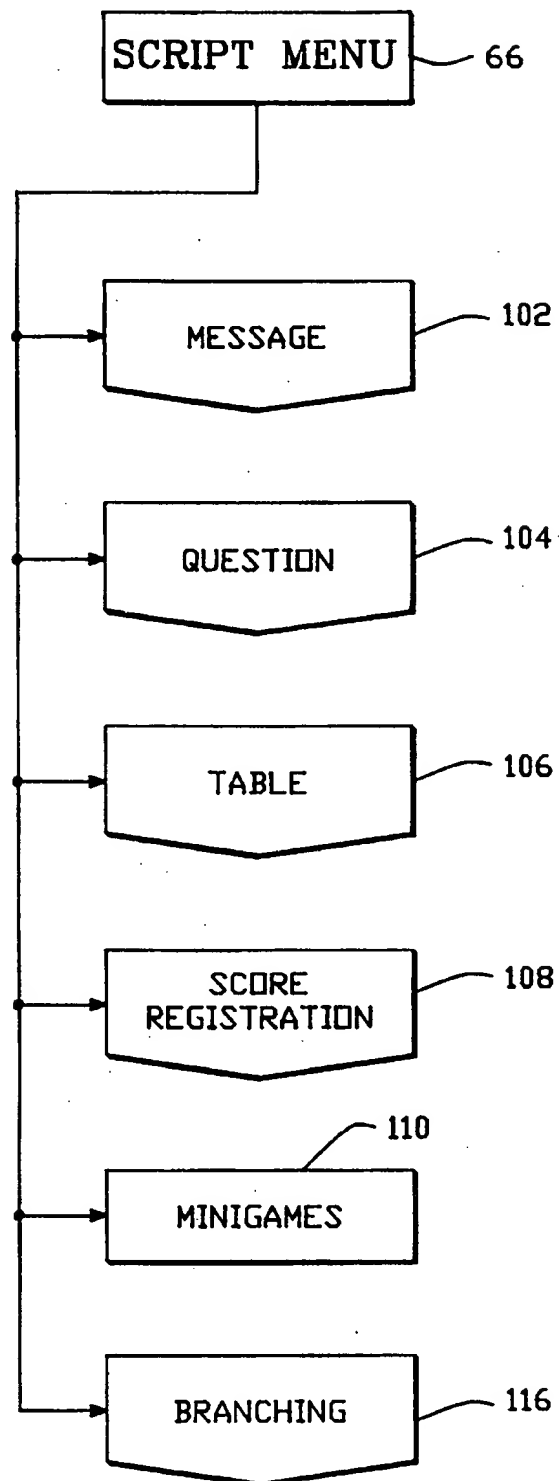 SCRIPT MENU 66
MESSAGE 102
QUESTION 104
TABLE 106
SCORE 108
REGISTRATION
110
MINIGAMES
BRANCHING 116